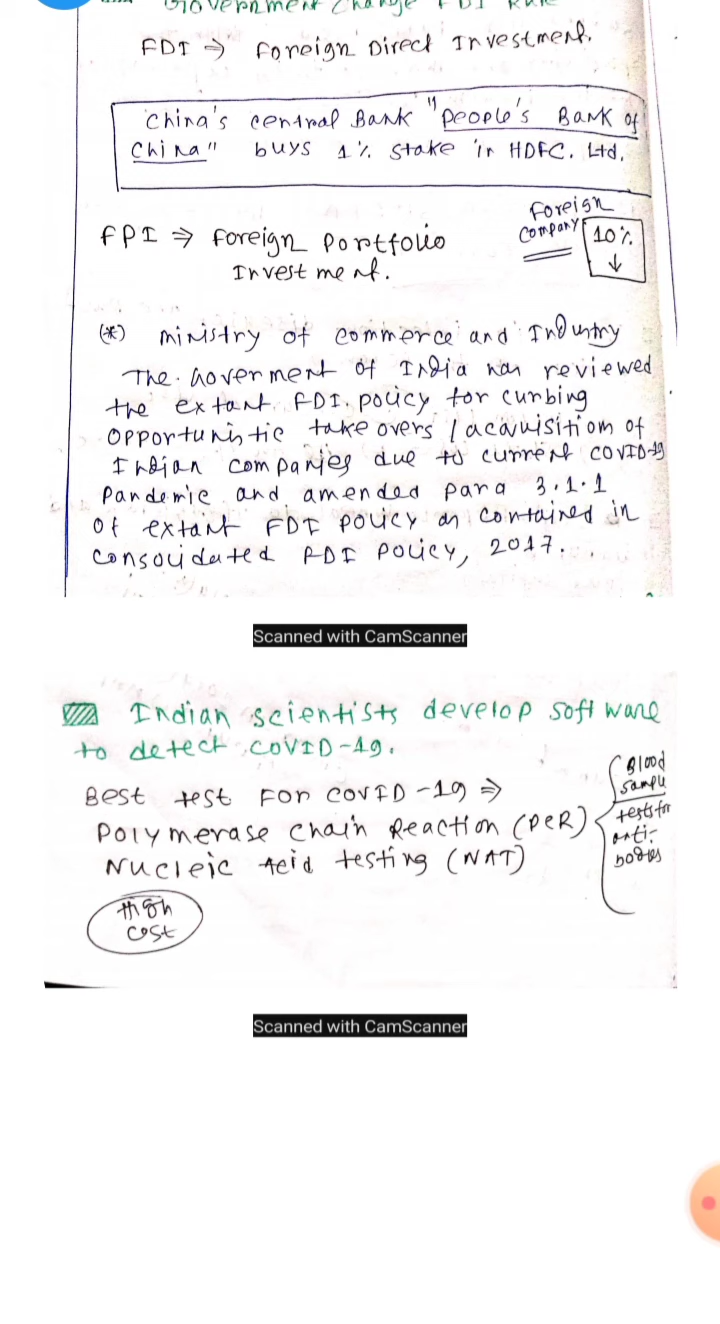 Government Change FDI Rule
FDI ⇒ Foreign Direct Investment.
China's central Bank "People's Bank of
China" buys 1% stake in HDFC. Ltd.
FPI ⇒ Foreign Portfolio
Investment.
Foreign
Company
10%
↓
(*) Ministry of Commerce and Industry
The Goverment of India has reviewed
the extant FDI policy for curbing
opportunistic take overs / acquisition of
Indian companies due to current COVID-19
Pandemic and amended para 3.1.1
of extant FDI policy as contained in
consolidated FDI Policy, 2017.
Scanned with CamScanner
Indian scientists develop software
to detect COVID-19.
Best test For COVID-19 ⇒
Polymerase Chain Reaction (PCR)
Nucleic Acid testing (NAT)
Blood
sample
tests for
anti-
bodies
High
cost
Scanned with CamScanner